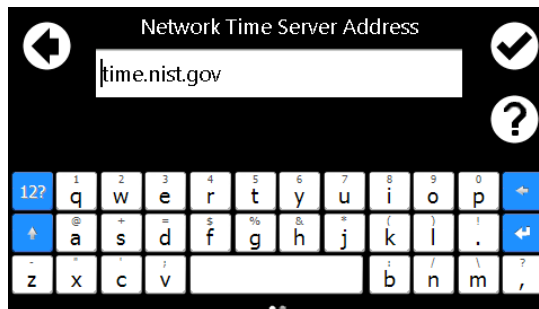 Network Time Server Address
time.nist.gov
1 2 3 4 5 6 7 8 9 0
12? q w e r t y u i o p
@ + = $ % & * ( ) !
a s d f g h j k l .
- " ' ; : / \ ?
z x c v b n m ,